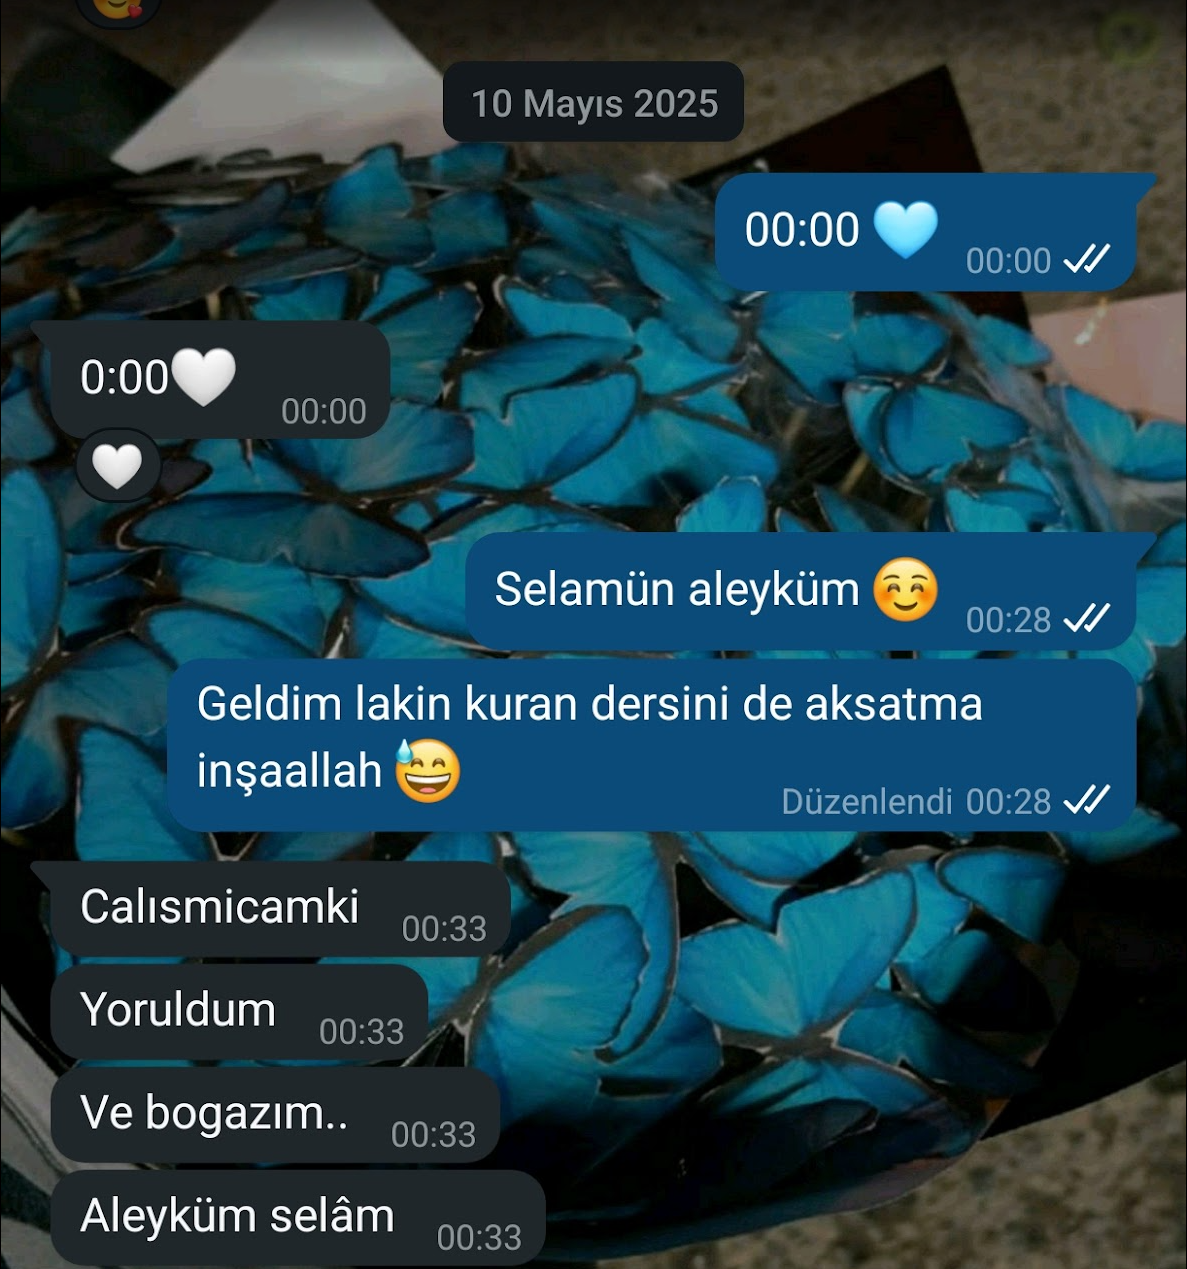 10 Mayıs 2025
00:00 🩵
00:00
0:00🤍
00:00
🤍
Selamün aleyküm ☺️
00:28
Geldim lakin kuran dersini de aksatma
inşaallah 😅
Düzenlendi 00:28
Calısmicamki
00:33
Yoruldum
00:33
Ve bogazım..
00:33
Aleyküm selâm
00:33